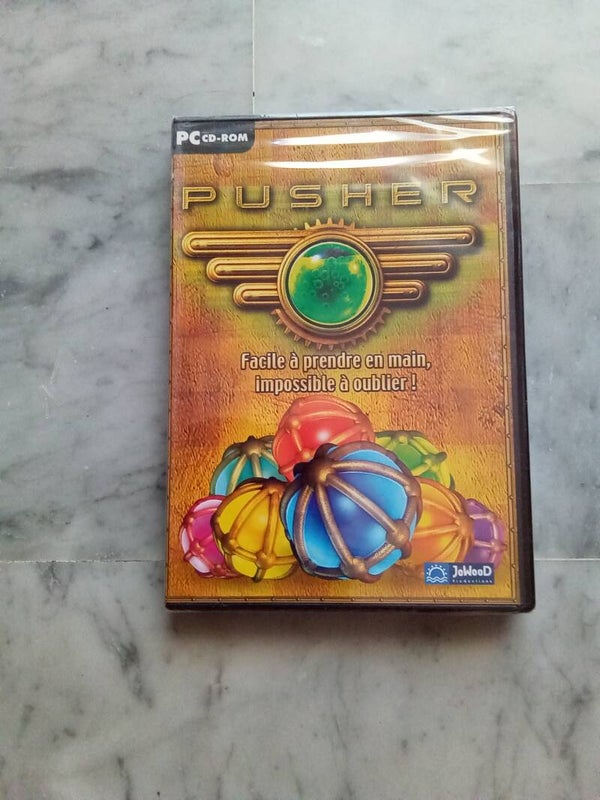 PC CD-ROM
PUSHER
Facile à prendre en main,
impossible à oublier !
JoWooD
Productions